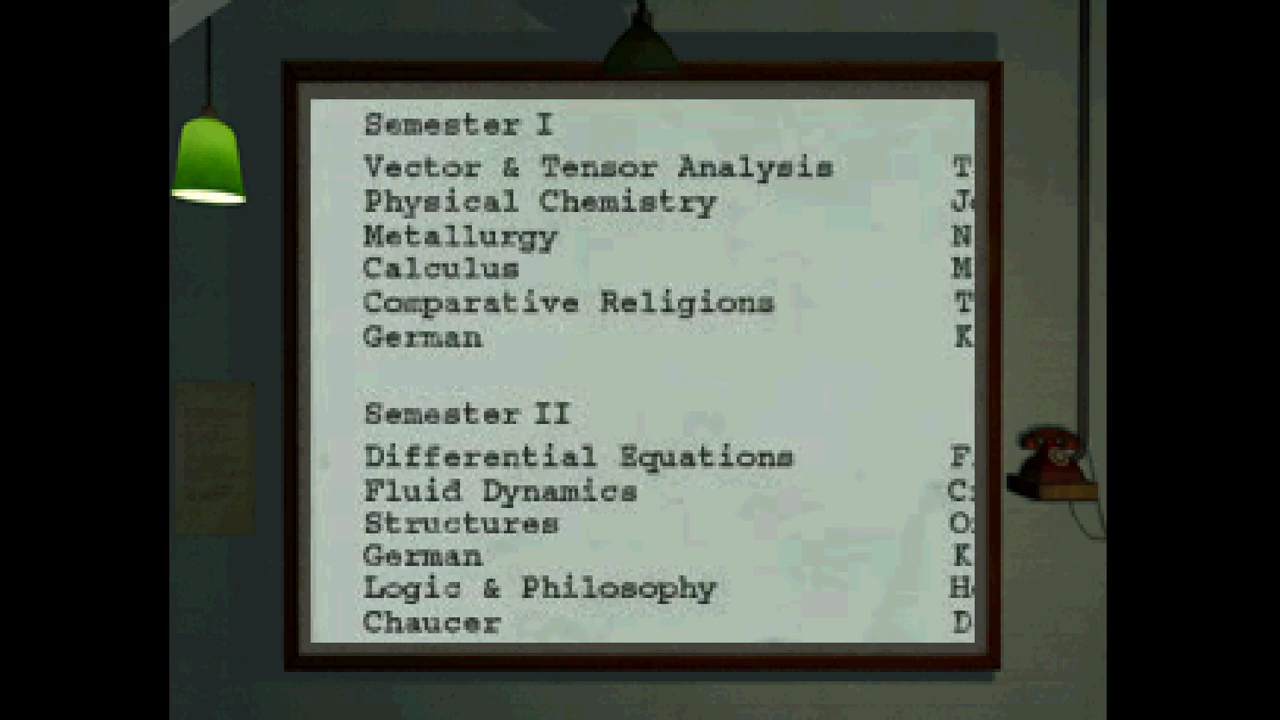 Semester I
Vector & Tensor Analysis T
Physical Chemistry J
Metallurgy N
Calculus M
Comparative Religions T
German K
Semester II
Differential Equations F
Fluid Dynamics C
Structures O
German K
Logic & Philosophy H
Chaucer D